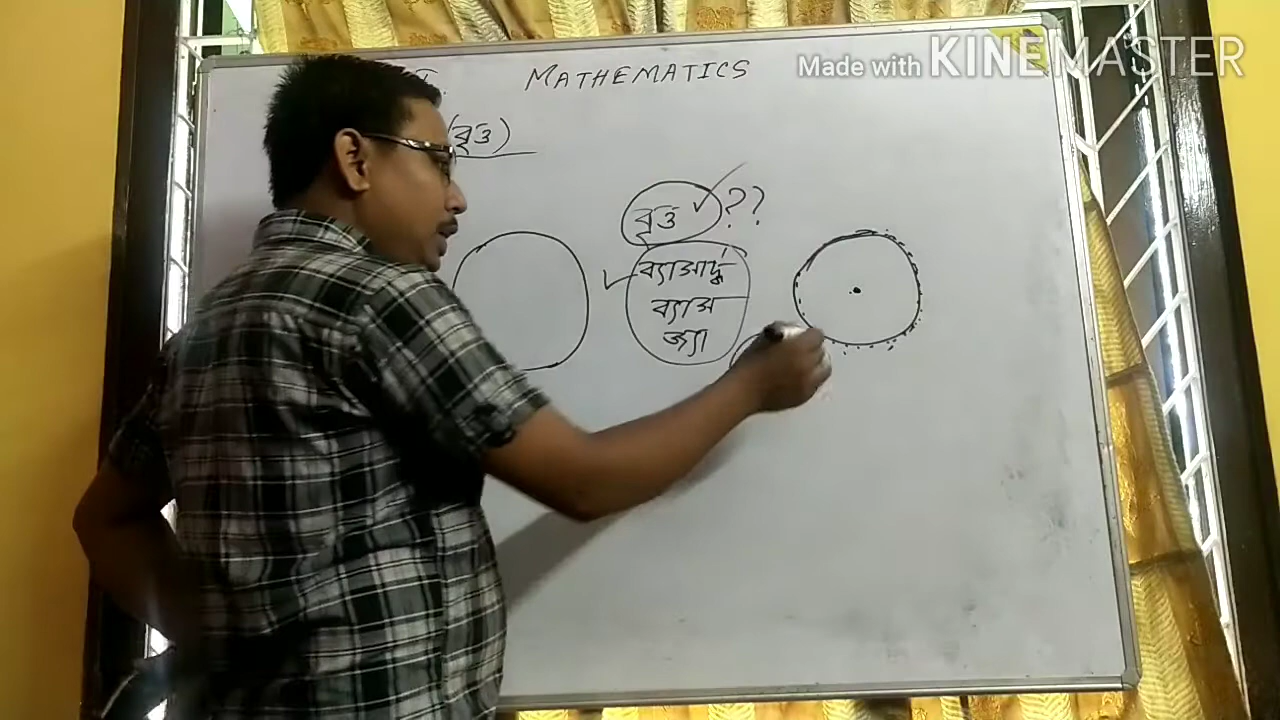 Made with KINEMASTER
MATHEMATICS
(বৃত্ত)
বৃত্ত ??
ব্যাসার্দ্ধ
ব্যাস
জ্যা